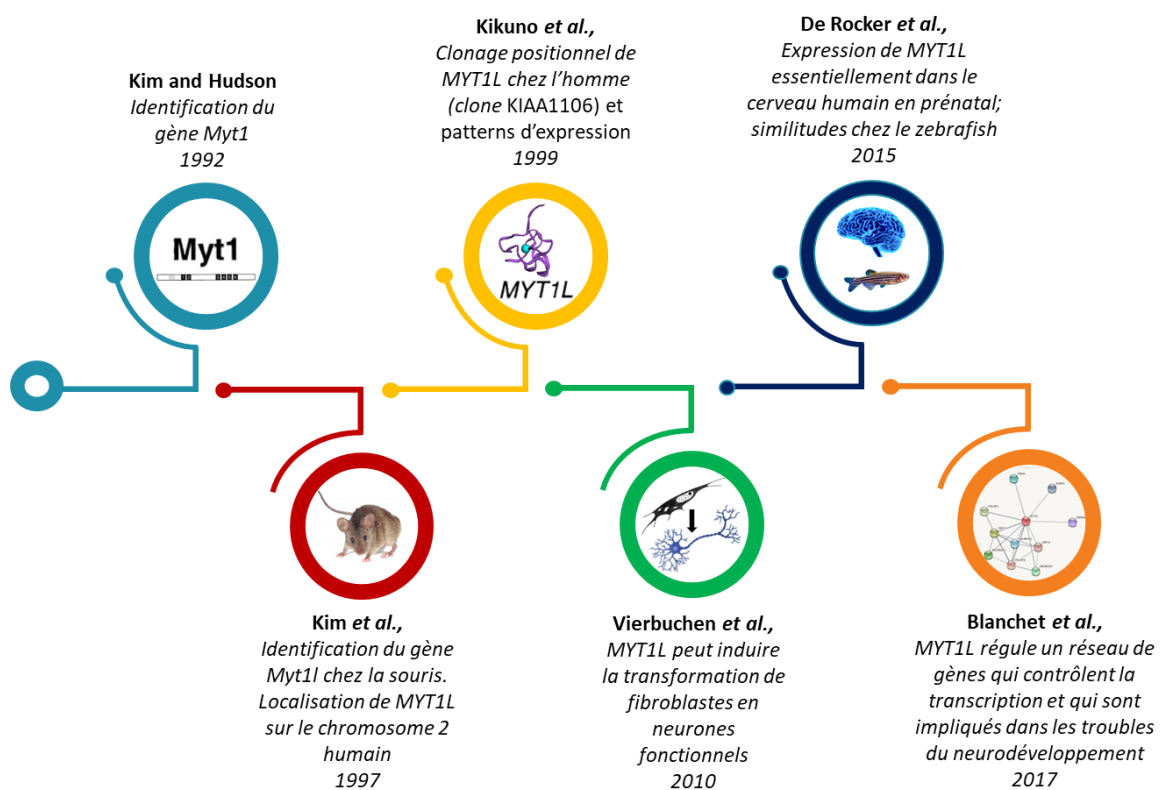 Kim and Hudson
Identification du
gène Myt1
1992
Myt1
Kim et al.,
Identification du gène
Myt1l chez la souris.
Localisation de MYT1L
sur le chromosome 2
humain
1997
Kikuno et al.,
Clonage positionnel de
MYT1L chez l’homme
(clone KIAA1106) et
patterns d’expression
1999
MYT1L
Vierbuchen et al.,
MYT1L peut induire
la transformation de
fibroblastes en
neurones
fonctionnels
2010
De Rocker et al.,
Expression de MYT1L
essentiellement dans le
cerveau humain en prénatal;
similitudes chez le zebrafish
2015
Blanchet et al.,
MYT1L régule un réseau de
gènes qui contrôlent la
transcription et qui sont
impliqués dans les troubles
du neurodéveloppement
2017